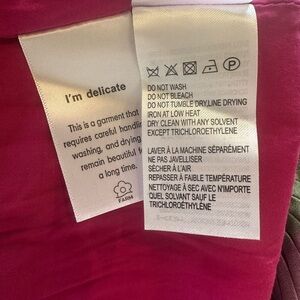 I'm delicate
This is a garment that
requires careful handli
washing, and drying
remain beautiful f
a long time.
FARM
P
DO NOT WASH
DO NOT BLEACH
DO NOT TUMBLE DRY,LINE DRYING
IRON AT LOW HEAT
DRY CLEAN WITH ANY SOLVENT
EXCEPT TRICHLOROETHYLENE
LAVER À LA MACHINE SÉPARÉMENT
NE PAS JAVELLISER
SÉCHER À L'AIR
REPASSER À FAIBLE TEMPÉRATURE
NETTOYAGE À SEC AVEC N'IMPORTE
QUEL SOLVANT SAUF LE
TRICHLOROÉTHYLÈNE